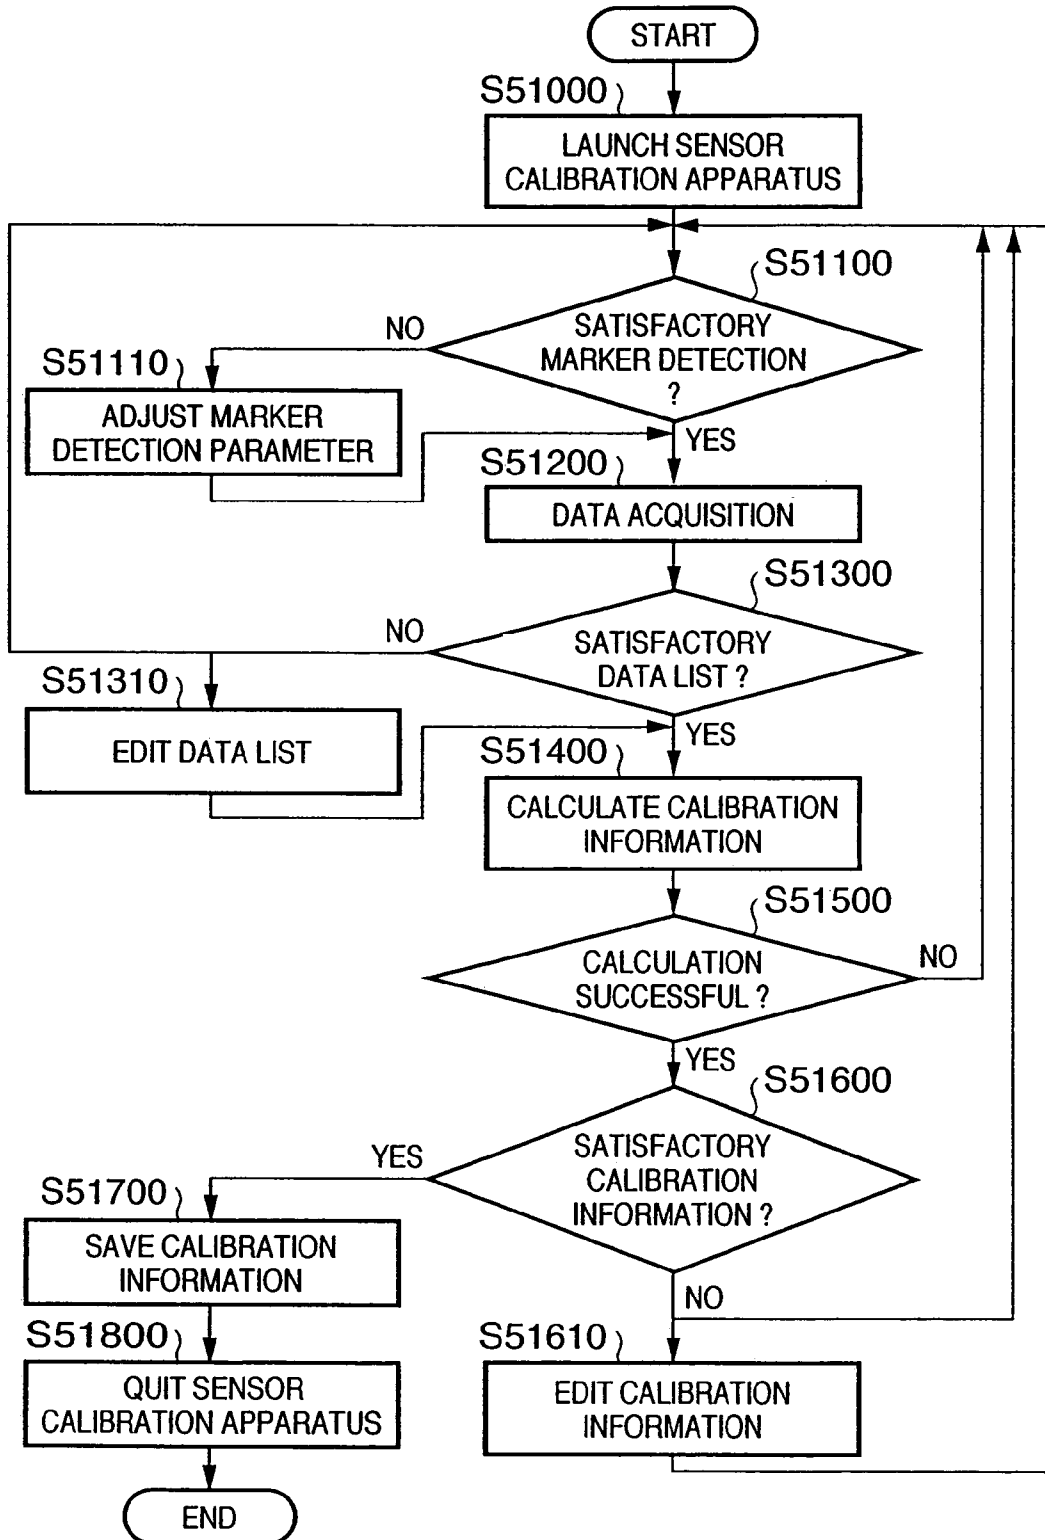 START
S51000
LAUNCH SENSOR
CALIBRATION APPARATUS
S51100
SATISFACTORY
MARKER DETECTION
?
NO
S51110
ADJUST MARKER
DETECTION PARAMETER
YES
S51200
DATA ACQUISITION
S51300
SATISFACTORY
DATA LIST ?
NO
S51310
EDIT DATA LIST
YES
S51400
CALCULATE CALIBRATION
INFORMATION
S51500
CALCULATION
SUCCESSFUL ?
NO
YES
S51600
SATISFACTORY
CALIBRATION
INFORMATION ?
YES
S51700
SAVE CALIBRATION
INFORMATION
NO
S51800
QUIT SENSOR
CALIBRATION APPARATUS
S51610
EDIT CALIBRATION
INFORMATION
END